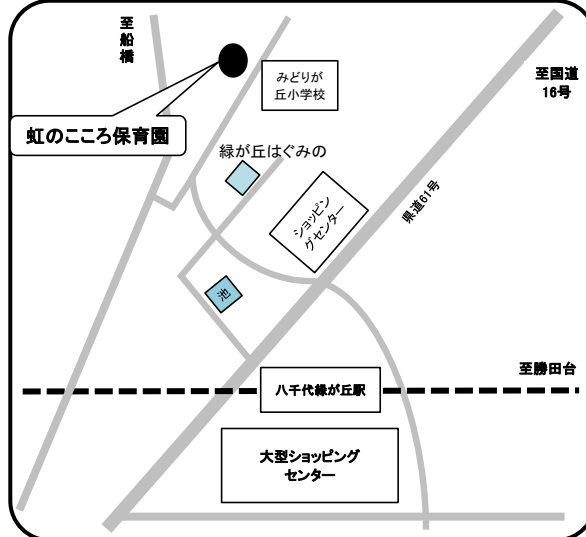 至船橋
至国道
16号
みどりが
丘小学校
虹のこころ保育園
緑が丘はぐみの
ショッピン
グセンター
県道61号
池
至勝田台
八千代緑が丘駅
大型ショッピング
センター